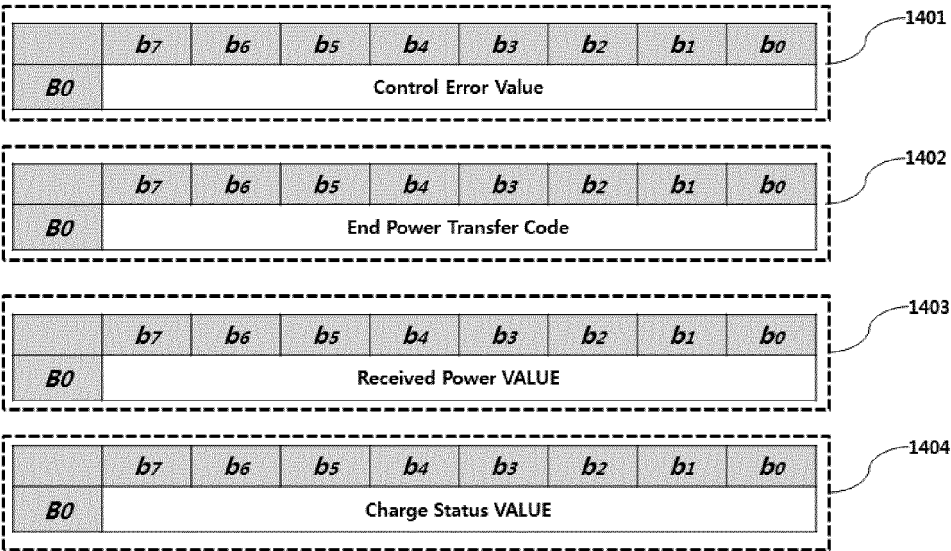 b7 b6 b5 b4 b3 b2 b1 b0 1401
B0 Control Error Value
b7 b6 b5 b4 b3 b2 b1 b0 1402
B0 End Power Transfer Code
b7 b6 b5 b4 b3 b2 b1 b0 1403
B0 Received Power VALUE
b7 b6 b5 b4 b3 b2 b1 b0 1404
B0 Charge Status VALUE